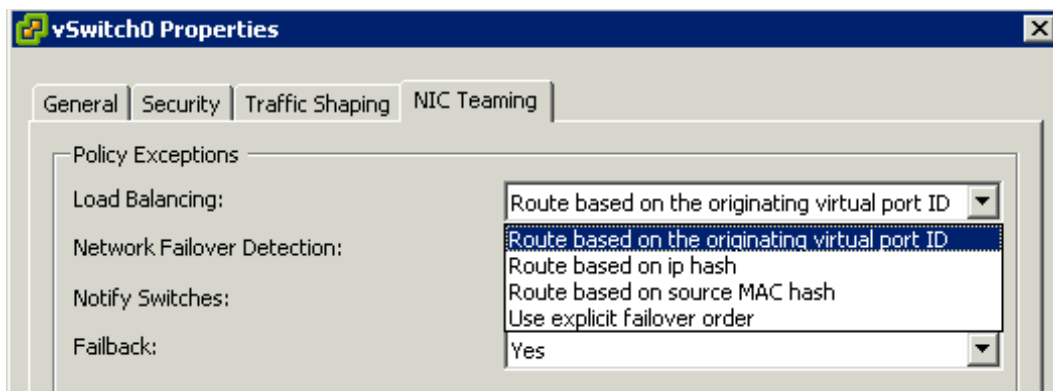 vSwitch0 Properties
General Security Traffic Shaping NIC Teaming
Policy Exceptions
Load Balancing: Route based on the originating virtual port ID
Network Failover Detection: Route based on the originating virtual port ID
Route based on ip hash
Notify Switches: Route based on source MAC hash
Use explicit failover order
Failback: Yes